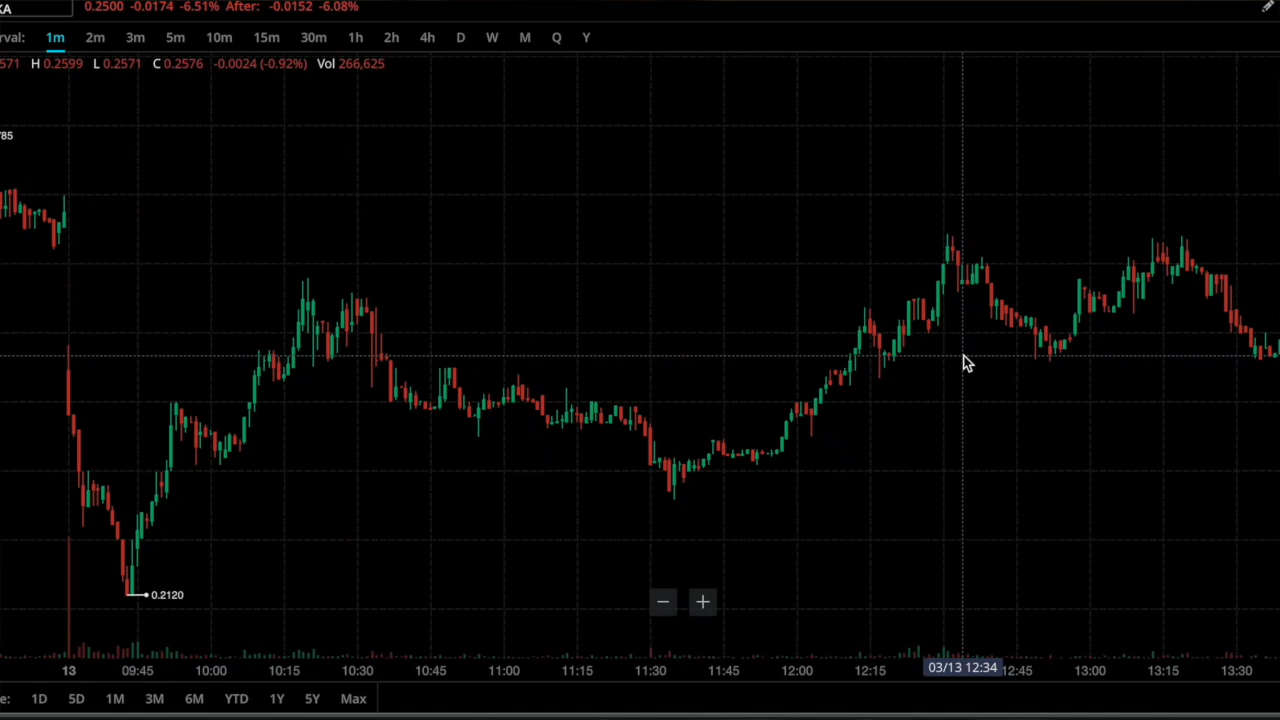 KA 0.2500 -0.0174 -6.51% After: -0.0152 -6.08%
rval: 1m 2m 3m 5m 10m 15m 30m 1h 2h 4h D W M Q Y
571 H 0.2599 L 0.2571 C 0.2576 -0.0024 (-0.92%) Vol 266,625
785
0.2120
− +
13 09:45 10:00 10:15 10:30 10:45 11:00 11:15 11:30 11:45 12:00 12:15 03/13 12:34 12:45 13:00 13:15 13:30
e: 1D 5D 1M 3M 6M YTD 1Y 5Y Max